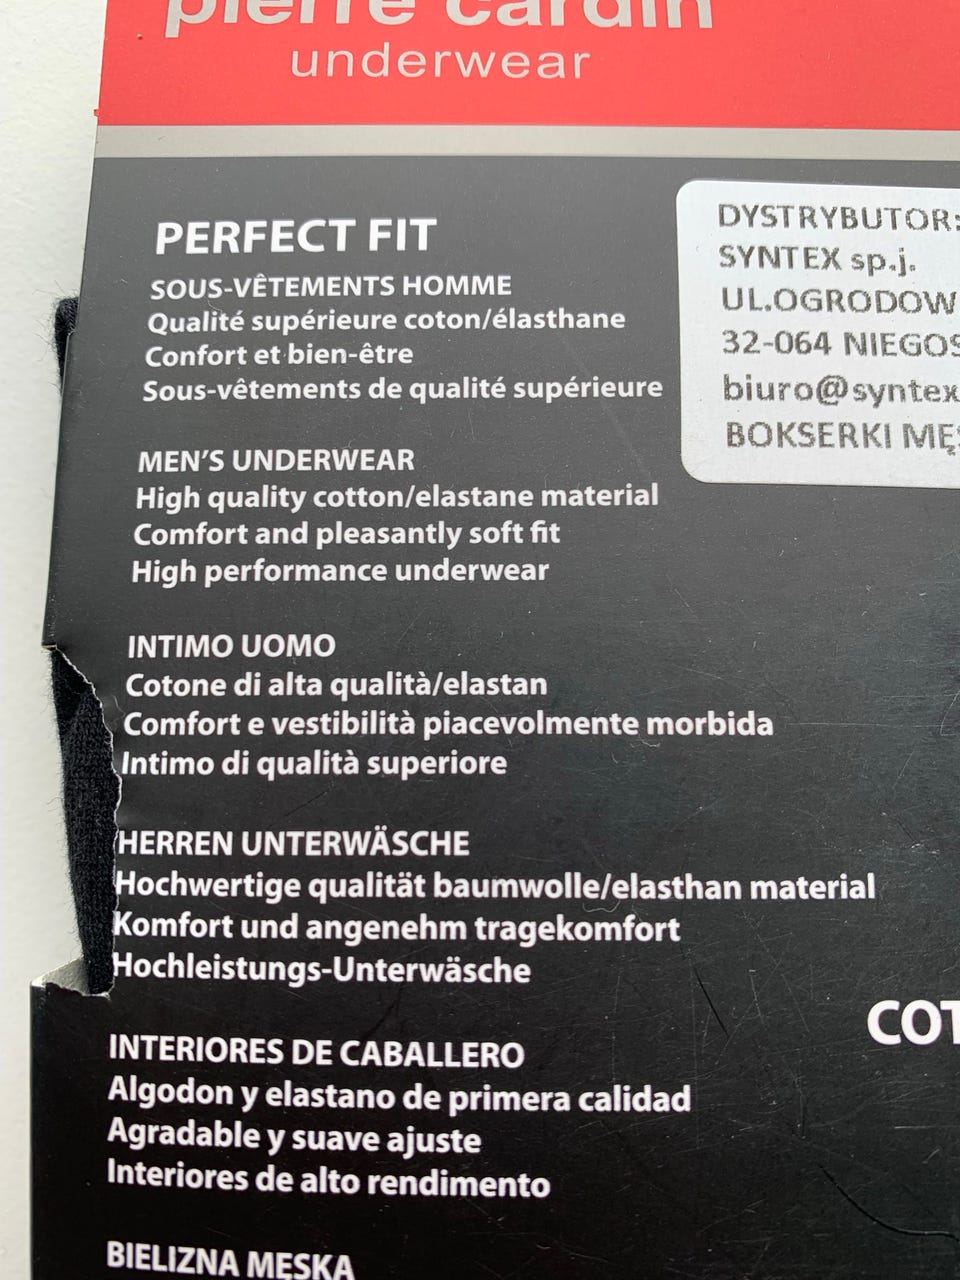 pierre cardin
underwear
PERFECT FIT
SOUS-VÊTEMENTS HOMME
Qualité supérieure coton/élasthane
Confort et bien-être
Sous-vêtements de qualité supérieure
DYSTRYBUTOR:
SYNTEX sp.j.
UL.OGRODOW
32-064 NIEGOS
biuro@syntex
BOKSERKI MĘS
MEN'S UNDERWEAR
High quality cotton/elastane material
Comfort and pleasantly soft fit
High performance underwear
INTIMO UOMO
Cotone di alta qualità/elastan
Comfort e vestibilità piacevolmente morbida
Intimo di qualità superiore
HERREN UNTERWÄSCHE
Hochwertige qualität baumwolle/elasthan material
Komfort und angenehm tragekomfort
Hochleistungs-Unterwäsche
COT
INTERIORES DE CABALLERO
Algodon y elastano de primera calidad
Agradable y suave ajuste
Interiores de alto rendimento
BIELIZNA MĘSKA